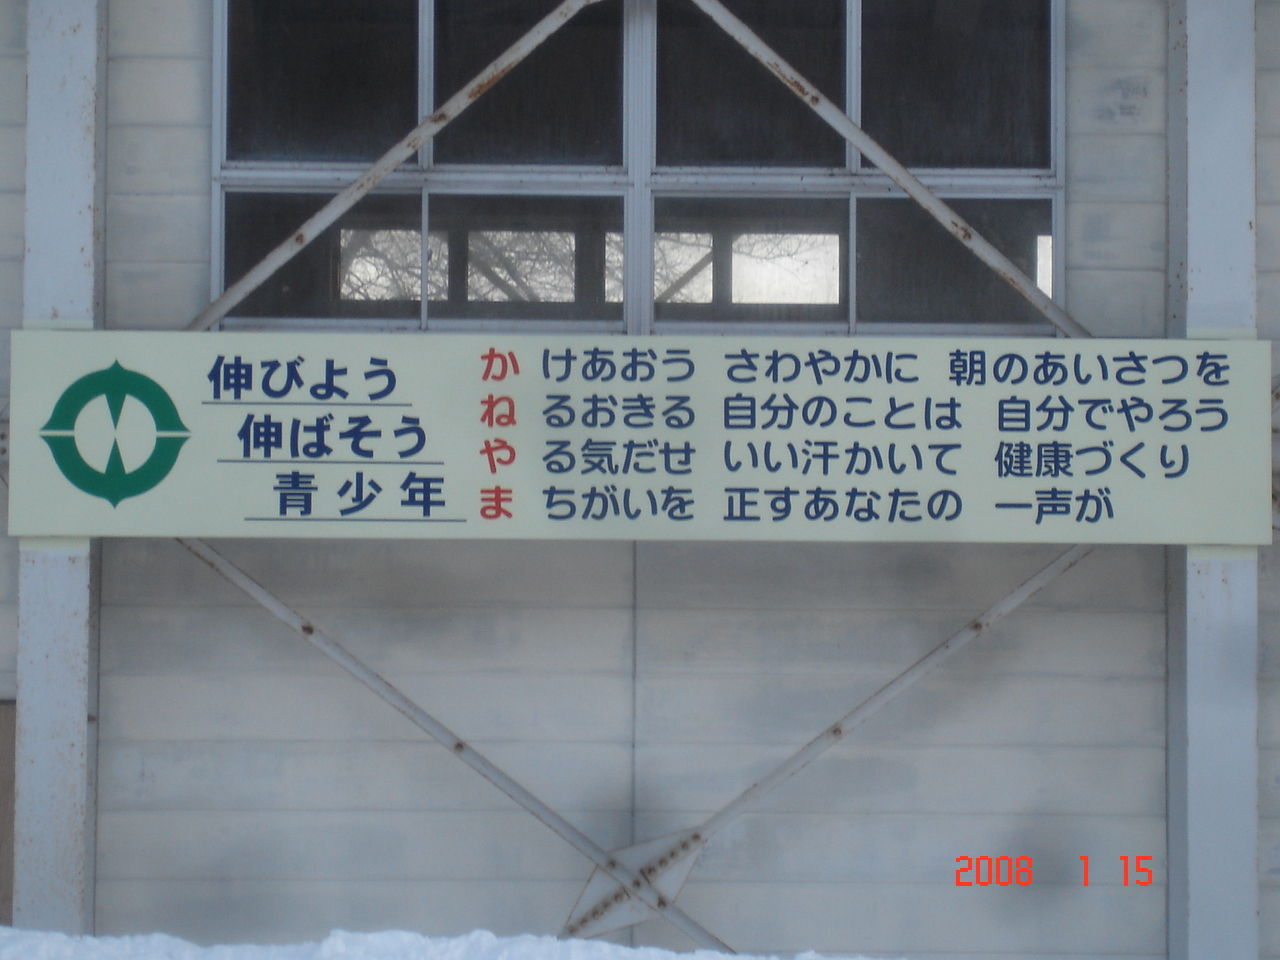 伸びよう
伸ばそう
青少年
か けあおう さわやかに 朝のあいさつを
ね るおきる 自分のことは 自分でやろう
や る気だせ いい汗かいて 健康づくり
ま ちがいを 正すあなたの 一声が
2008 1 15